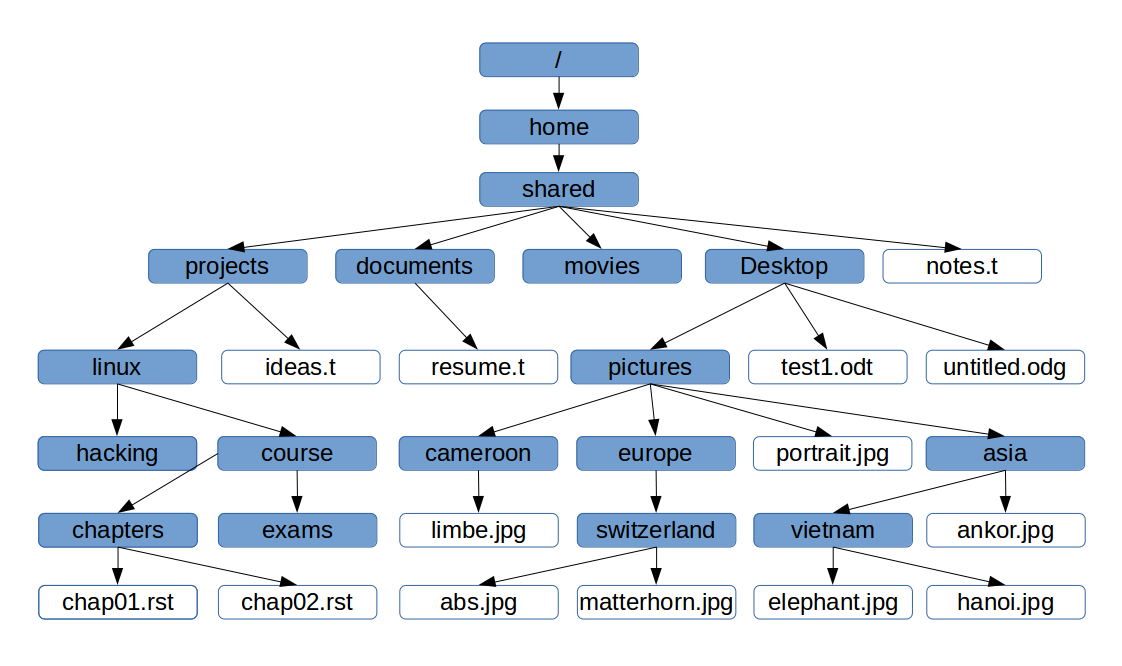 /
home
shared
projects documents movies Desktop notes.t
linux ideas.t resume.t pictures test1.odt untitled.odg
hacking course cameroon europe portrait.jpg asia
chapters exams limbe.jpg switzerland vietnam ankor.jpg
chap01.rst chap02.rst abs.jpg matterhorn.jpg elephant.jpg hanoi.jpg